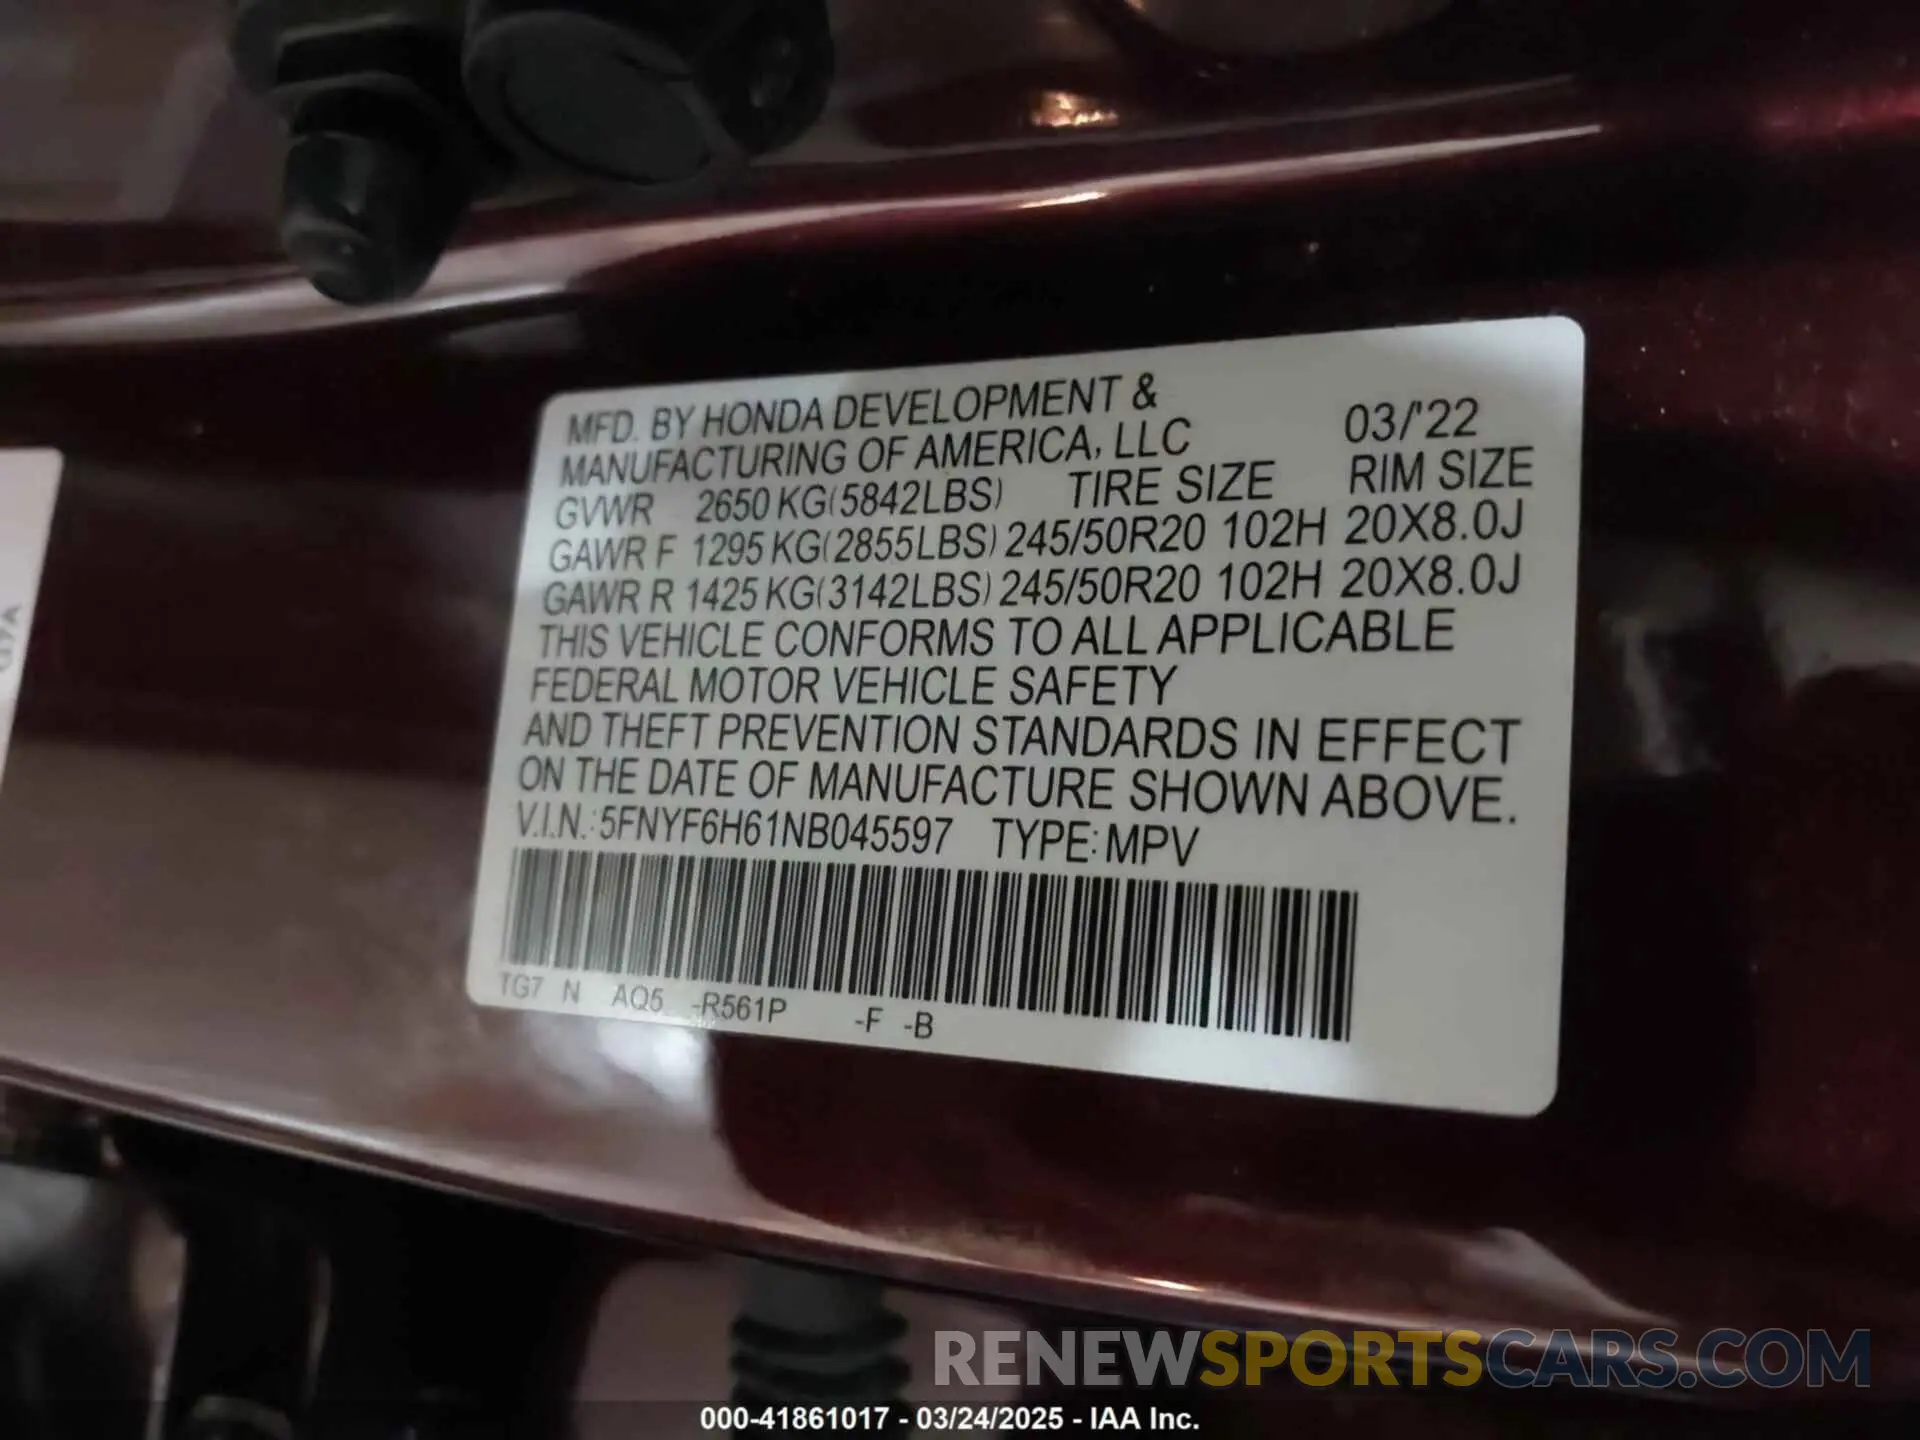 MFD. BY HONDA DEVELOPMENT &
MANUFACTURING OF AMERICA, LLC 03/'22
GVWR 2650 KG(5842LBS) TIRE SIZE RIM SIZE
GAWR F 1295 KG(2855LBS) 245/50R20 102H 20X8.0J
GAWR R 1425 KG(3142LBS) 245/50R20 102H 20X8.0J
THIS VEHICLE CONFORMS TO ALL APPLICABLE
FEDERAL MOTOR VEHICLE SAFETY
AND THEFT PREVENTION STANDARDS IN EFFECT
ON THE DATE OF MANUFACTURE SHOWN ABOVE.
V.I.N.: 5FNYF6H61NB045597 TYPE: MPV
TG7 N AQ5 -R561P -F -B
RENEWSPORTSCARS.COM
000-41861017 - 03/24/2025 - IAA Inc.